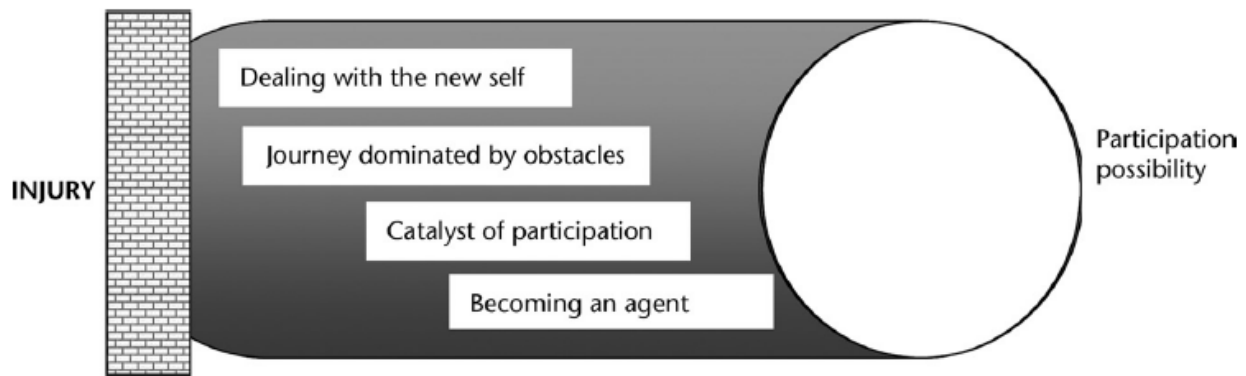 Dealing with the new self
Journey dominated by obstacles
INJURY
Catalyst of participation
Becoming an agent
Participation
possibility